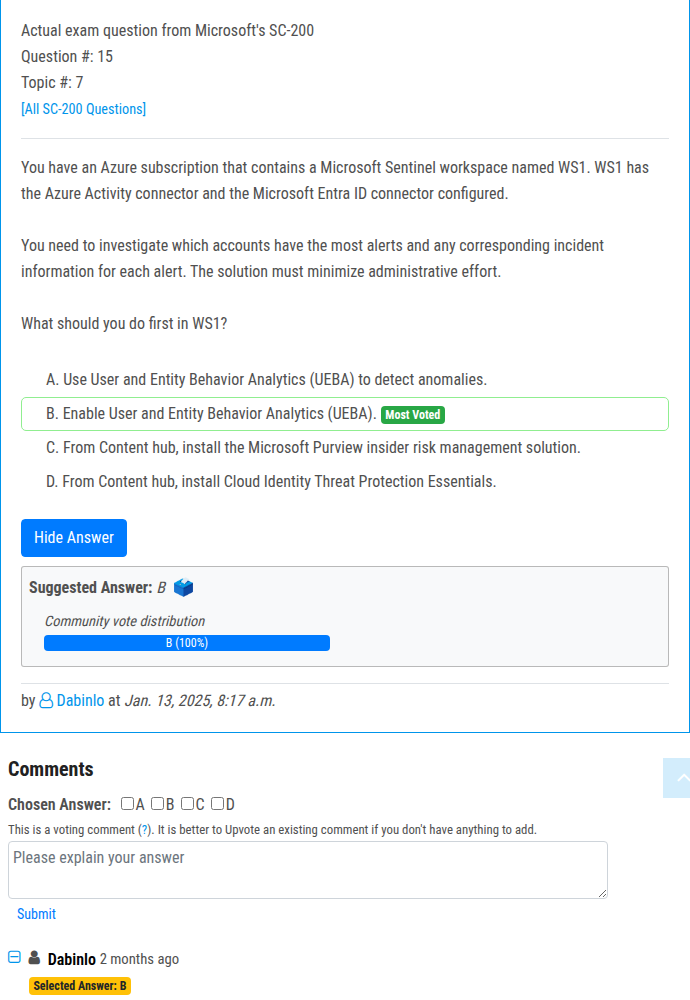 Actual exam question from Microsoft's SC-200
Question #: 15
Topic #: 7
[All SC-200 Questions]
You have an Azure subscription that contains a Microsoft Sentinel workspace named WS1. WS1 has
the Azure Activity connector and the Microsoft Entra ID connector configured.
You need to investigate which accounts have the most alerts and any corresponding incident
information for each alert. The solution must minimize administrative effort.
What should you do first in WS1?
A. Use User and Entity Behavior Analytics (UEBA) to detect anomalies.
B. Enable User and Entity Behavior Analytics (UEBA). Most Voted
C. From Content hub, install the Microsoft Purview insider risk management solution.
D. From Content hub, install Cloud Identity Threat Protection Essentials.
Hide Answer
Suggested Answer: B
Community vote distribution
B (100%)
by Dabinlo at Jan. 13, 2025, 8:17 a.m.
Comments
Chosen Answer: A B C D
This is a voting comment (?). It is better to Upvote an existing comment if you don't have anything to add.
Please explain your answer
Submit
Dabinlo 2 months ago
Selected Answer: B